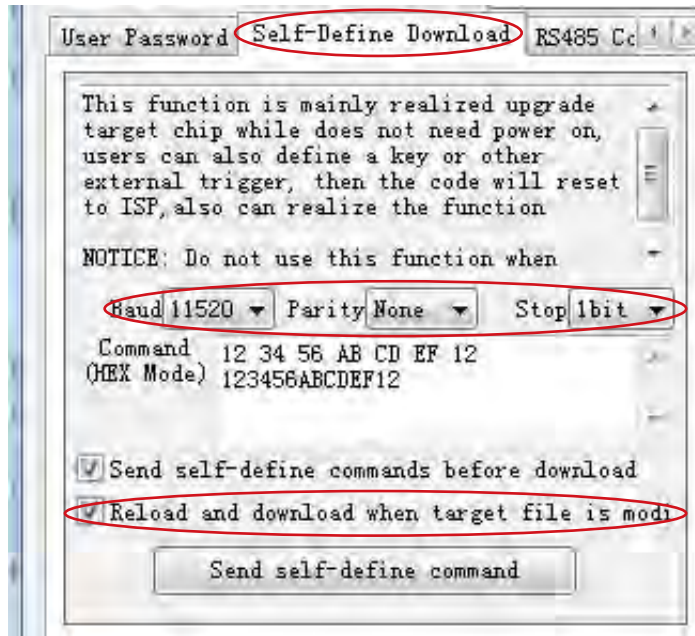 User Password Self-Define Download RS485 Co
This function is mainly realized upgrade
target chip while does not need power on,
users can also define a key or other
external trigger, then the code will reset
to ISP, also can realize the function
NOTICE: Do not use this function when
Baud 11520 Parity None Stop 1bit
Command 12 34 56 AB CD EF 12
(HEX Mode) 123456ABCDEF12
Send self-define commands before download
Reload and download when target file is modi
Send self-define command